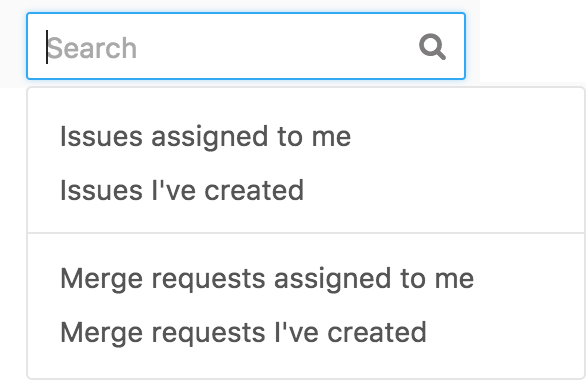 Search
Issues assigned to me
Issues I've created
Merge requests assigned to me
Merge requests I've created